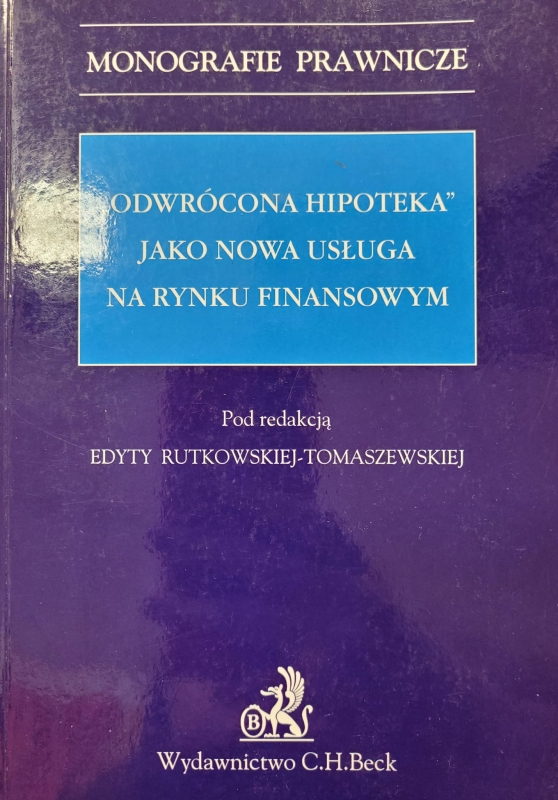 MONOGRAFIE PRAWNICZE
ODWRÓCONA HIPOTEKA”
JAKO NOWA USŁUGA
NA RYNKU FINANSOWYM
Pod redakcją
EDYTY RUTKOWSKIEJ-TOMASZEWSKIEJ
B
Wydawnictwo C.H.Beck